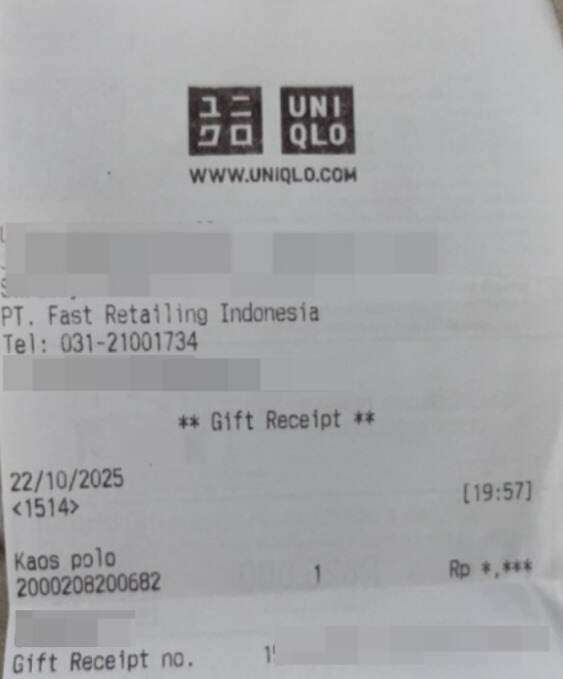 ユニ UNI
クロ QLO
WWW.UNIQLO.COM
PT. Fast Retailing Indonesia
Tel: 031-21001734
** Gift Receipt **
22/10/2025 [19:57]
<1514>
Kaos polo
2000208200682 1 Rp *,***
Gift Receipt no.